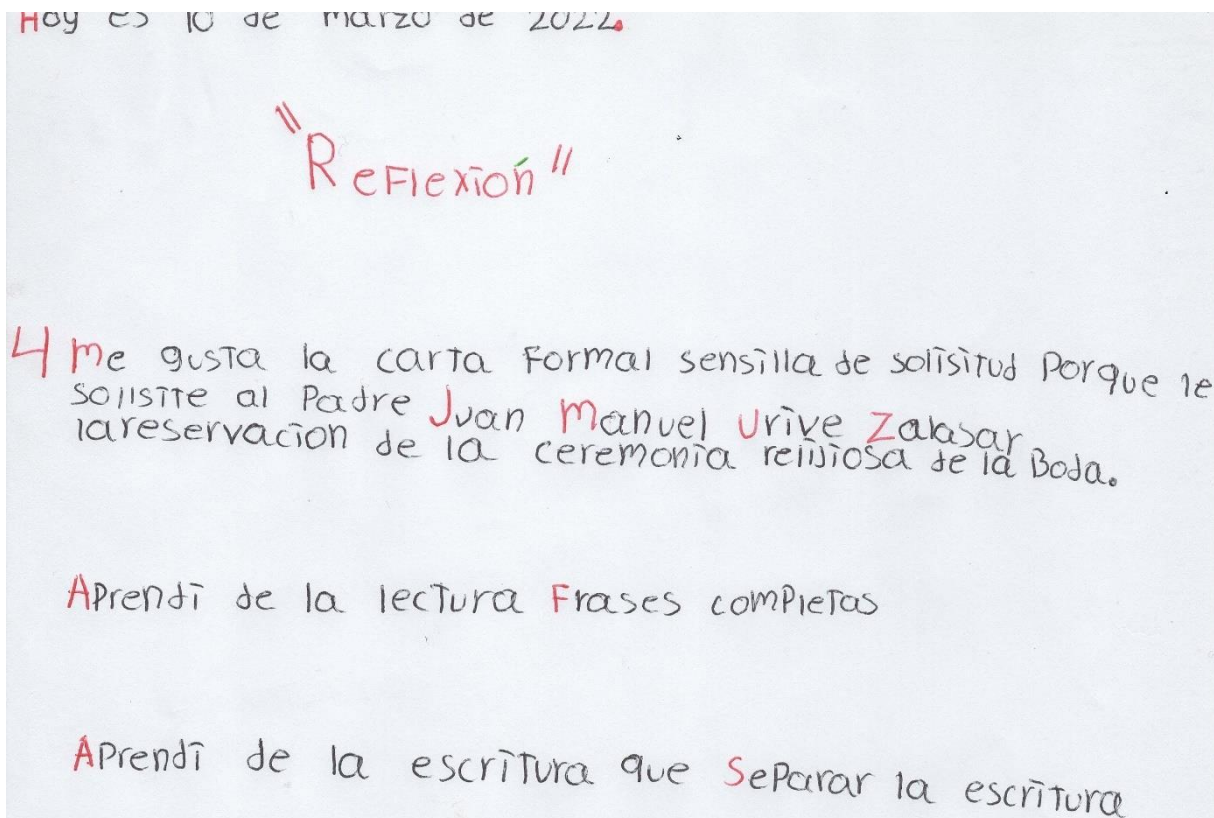 Hoy es 10 de marzo de 2022.
"Reflexión"
4 me gusta la carta Formal sensilla de solisitud Porque le
solisite al Padre Juan Manuel Urive Zalasar
lareservacion de la ceremonia relijiosa de la Boda.
APrendi de la lectura Frases comPletas
APrendi de la escritura que SeParar la escritura